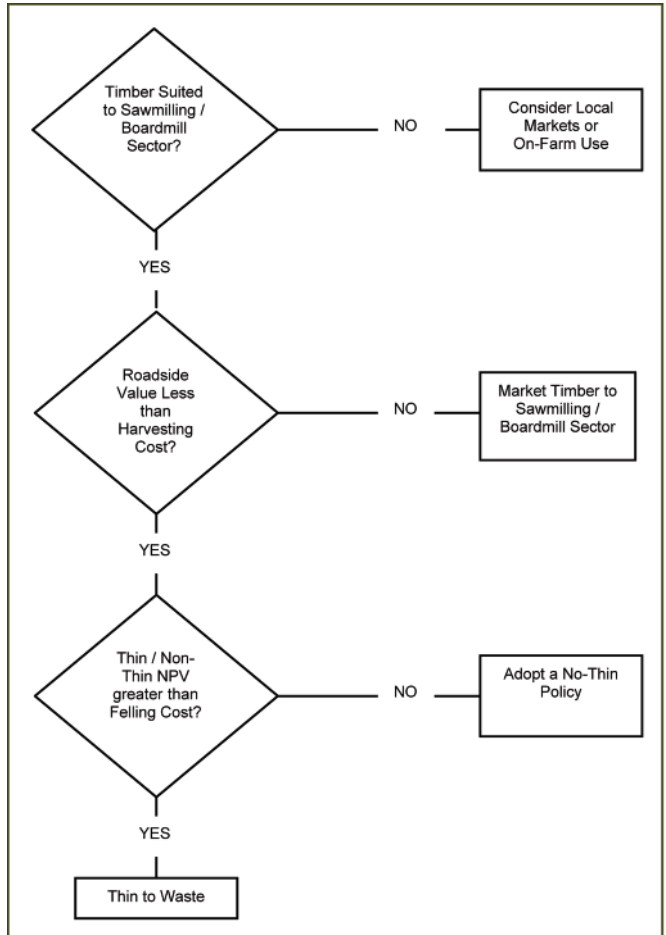 Timber Suited
to Sawmilling /
Boardmill
Sector?
NO
Consider Local
Markets or
On-Farm Use
YES
Roadside
Value Less
than
Harvesting
Cost?
NO
Market Timber to
Sawmilling /
Boardmill Sector
YES
Thin / Non-
Thin NPV
greater than
Felling Cost?
NO
Adopt a No-Thin
Policy
YES
Thin to Waste